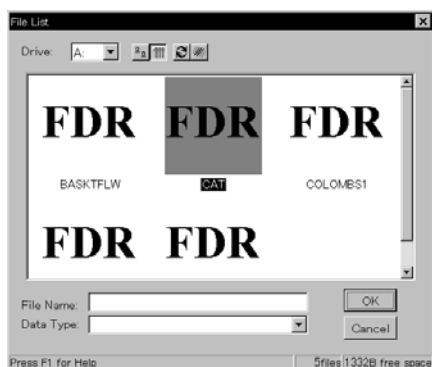 File List
Drive: A:
FDR FDR FDR
BASKTFLW CAT COLOMBS1
FDR FDR
File Name: OK
Data Type: Cancel
Press F1 for Help 5files 1332B free space